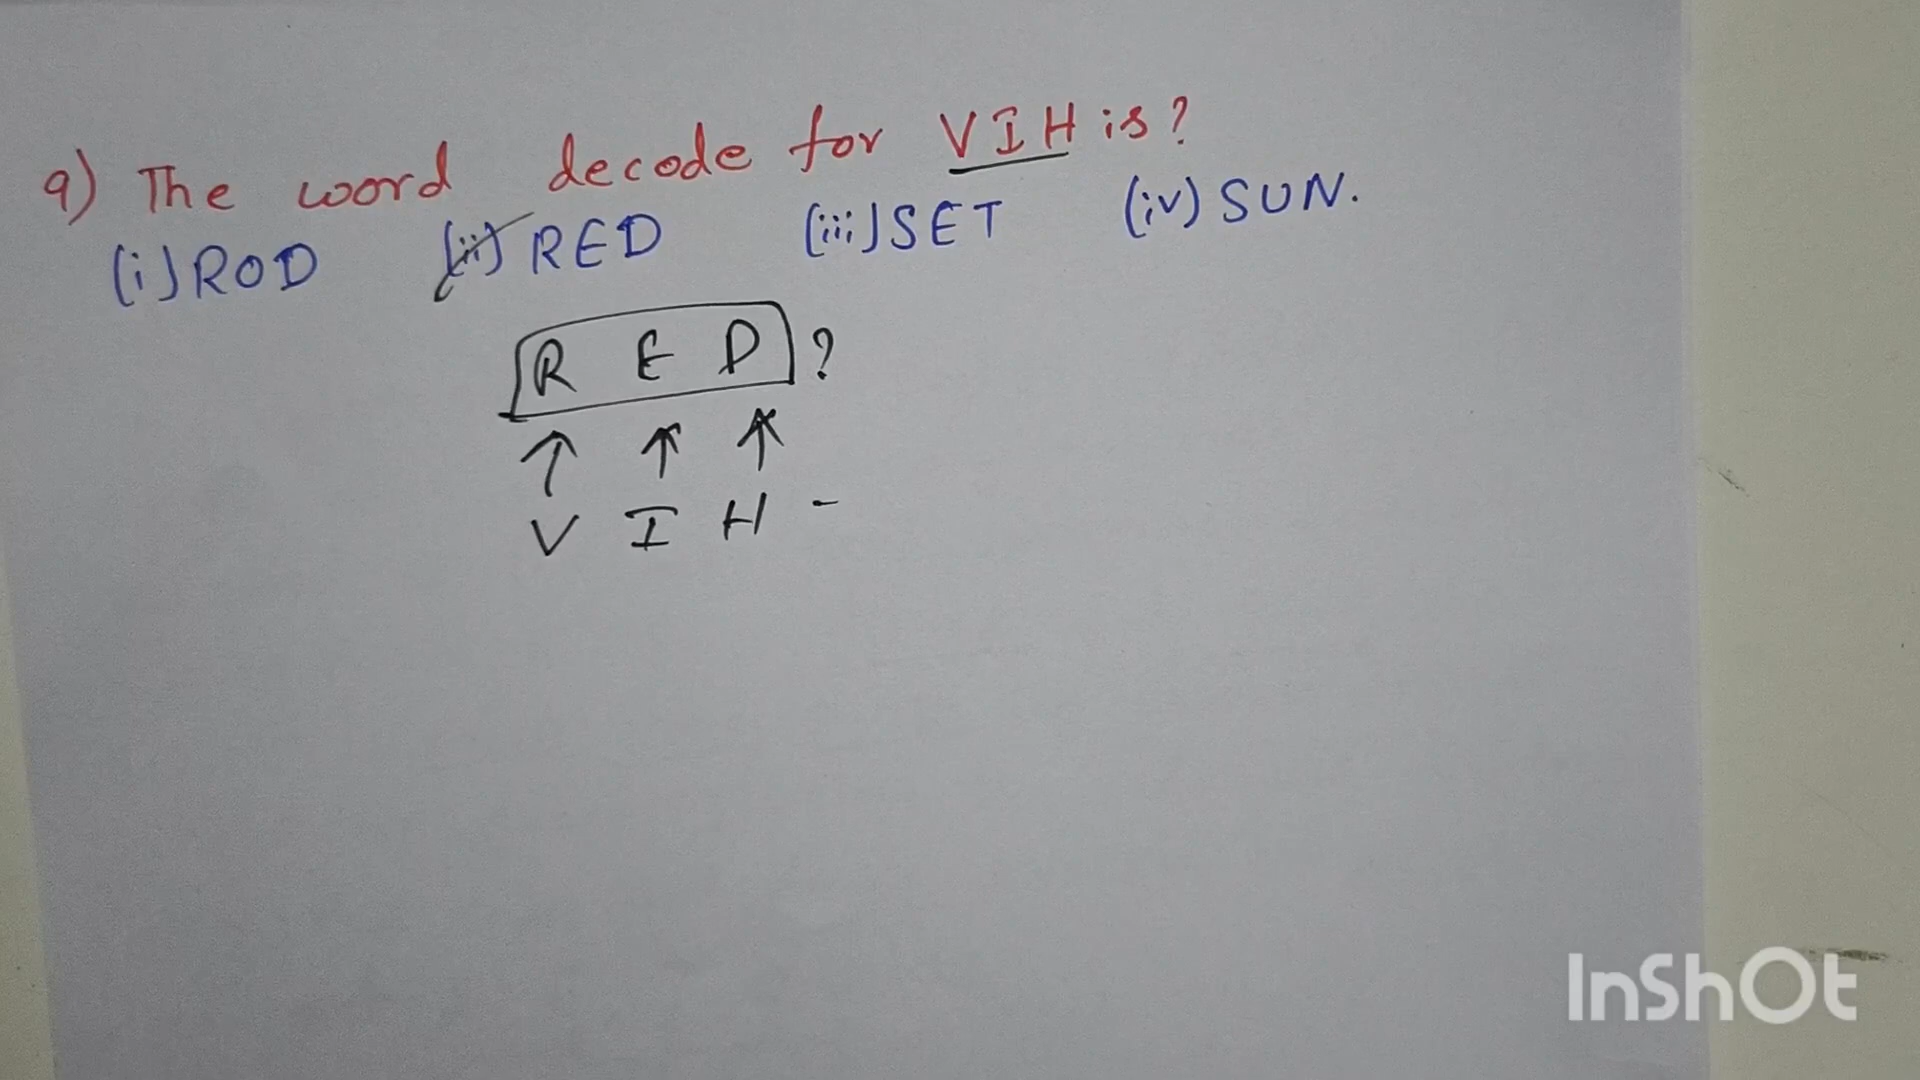 9) The word decode for VIH is?
(i) ROD (ii) RED (iii) SET (iv) SUN.
R E D ?
↑ ↑ ↑
V I H -
InShOt